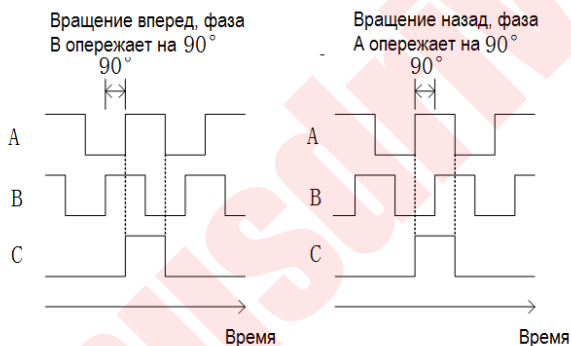 Вращение вперед, фаза
В опережает на 90°
90°
A
B
C
Время
Вращение назад, фаза
А опережает на 90°
90°
A
B
C
Время